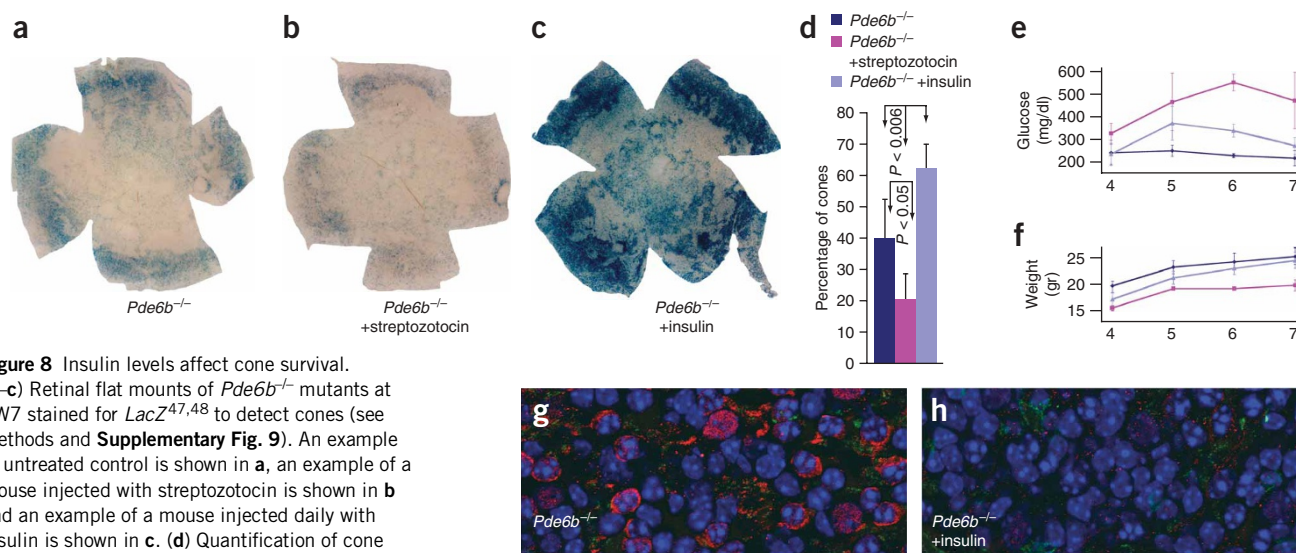 a
b
c
d
e
Pde6b–/–
Pde6b–/–
+streptozotocin
Pde6b–/– +insulin
Pde6b–/–
Pde6b–/–
+streptozotocin
Pde6b–/–
+insulin
Percentage of cones
80
70
60
50
40
30
20
10
0
P < 0.006
P < 0.05
Glucose
(mg/dl)
600
500
400
300
200
4
5
6
7
f
Weight
(gr)
25
20
15
4
5
6
7
gure 8 Insulin levels affect cone survival.
–c) Retinal flat mounts of Pde6b–/– mutants at
W7 stained for LacZ47,48 to detect cones (see
ethods and Supplementary Fig. 9). An example
untreated control is shown in a, an example of a
ouse injected with streptozotocin is shown in b
nd an example of a mouse injected daily with
sulin is shown in c. (d) Quantification of cone
g
Pde6b–/–
h
Pde6b–/–
+insulin